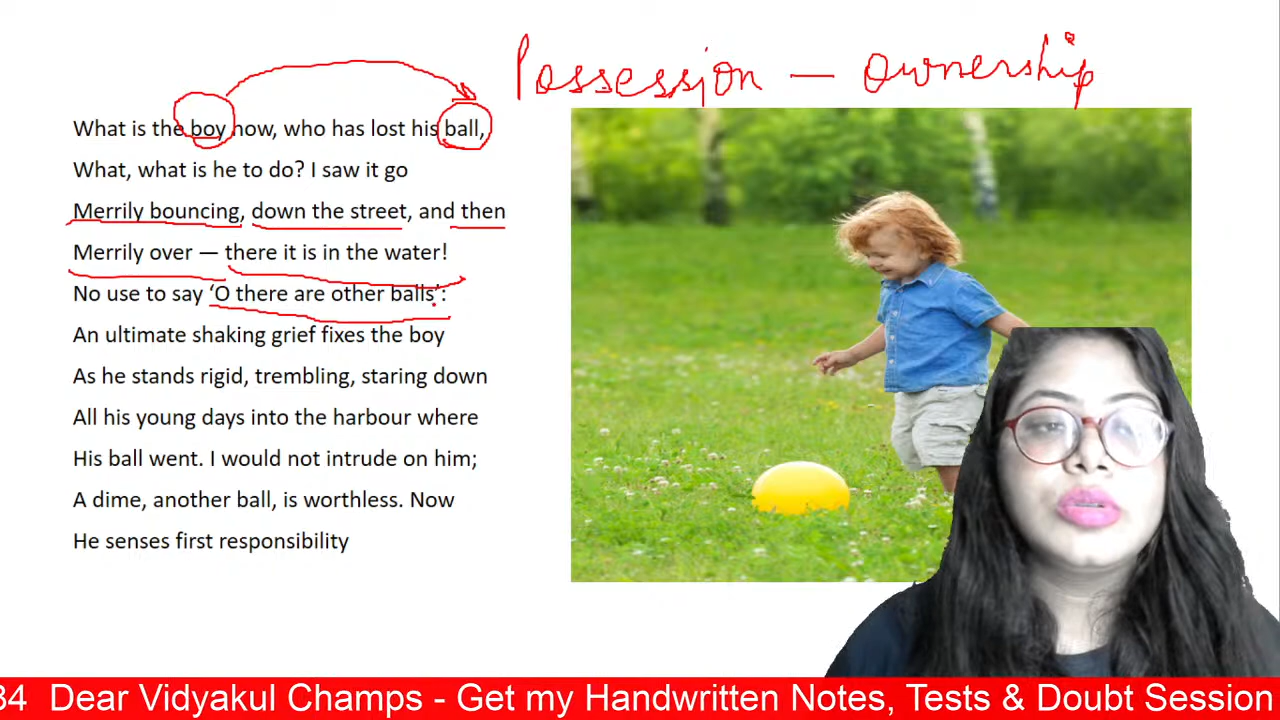 Possession — ownership
What is the boy now, who has lost his ball,
What, what is he to do? I saw it go
Merrily bouncing, down the street, and then
Merrily over — there it is in the water!
No use to say ‘O there are other balls’:
An ultimate shaking grief fixes the boy
As he stands rigid, trembling, staring down
All his young days into the harbour where
His ball went. I would not intrude on him;
A dime, another ball, is worthless. Now
He senses first responsibility
34 Dear Vidyakul Champs - Get my Handwritten Notes, Tests & Doubt Session